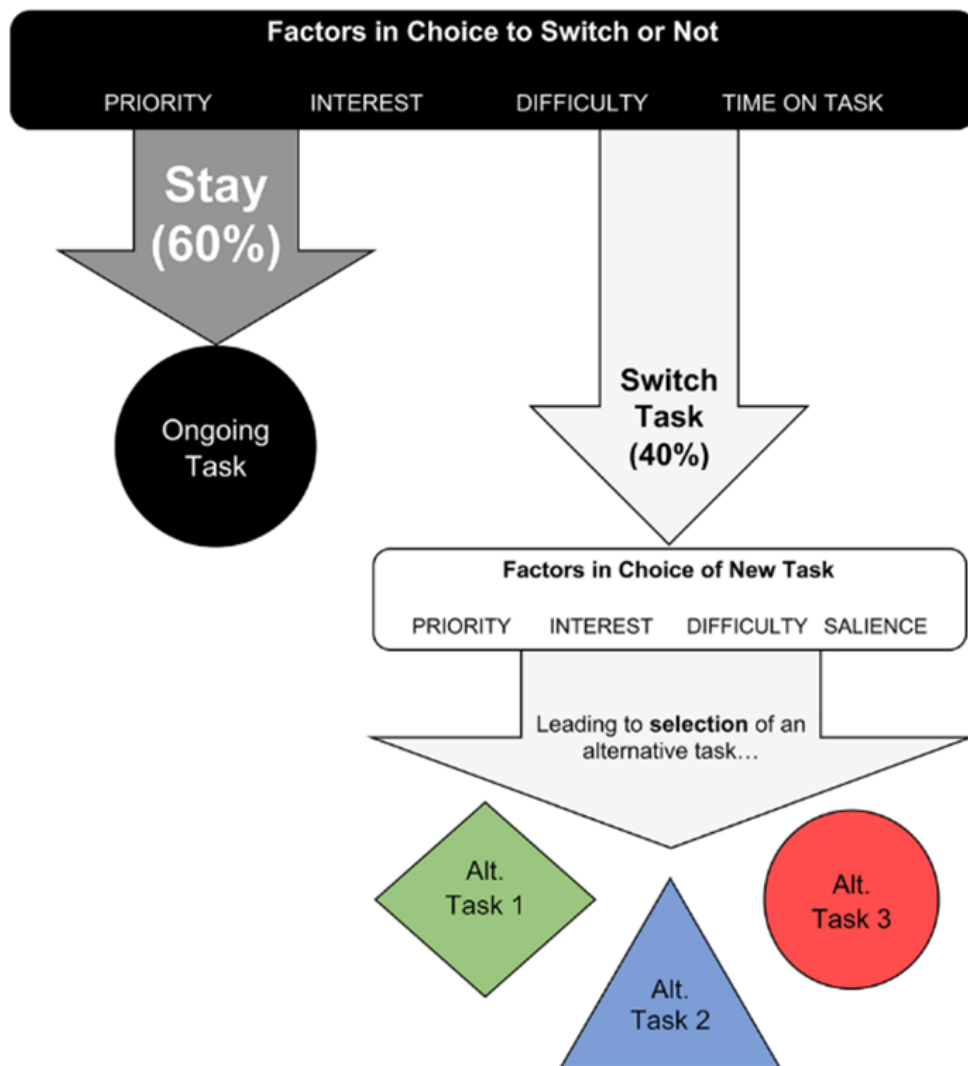 Factors in Choice to Switch or Not
PRIORITY INTEREST DIFFICULTY TIME ON TASK
Stay
(60%)
Ongoing
Task
Switch
Task
(40%)
Factors in Choice of New Task
PRIORITY INTEREST DIFFICULTY SALIENCE
Leading to selection of an
alternative task…
Alt.
Task 1
Alt.
Task 2
Alt.
Task 3